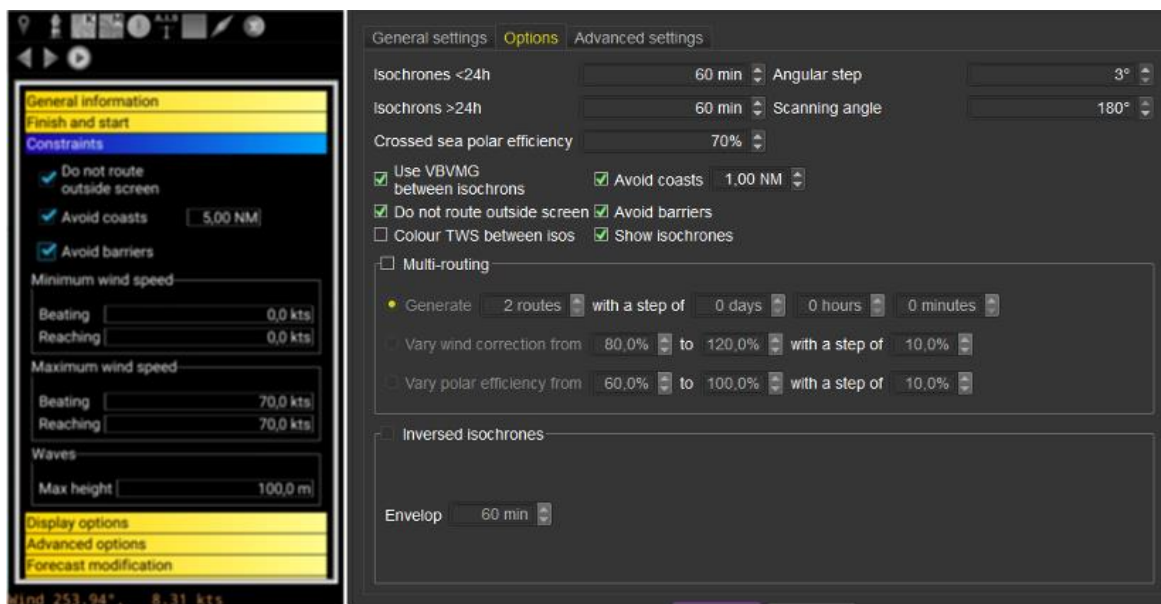 General information
Finish and start
Constraints
Do not route
outside screen
Avoid coasts 5,00 NM
Avoid barriers
Minimum wind speed
Beating 0,0 kts
Reaching 0,0 kts
Maximum wind speed
Beating 70,0 kts
Reaching 70,0 kts
Waves
Max height 100,0 m
Display options
Advanced options
Forecast modification
Wind 253.94°. 8.31 kts
General settings Options Advanced settings
Isochrones <24h 60 min Angular step 3°
Isochrons >24h 60 min Scanning angle 180°
Crossed sea polar efficiency 70%
Use VBVMG
between isochrons Avoid coasts 1,00 NM
Do not route outside screen Avoid barriers
Colour TWS between isos Show isochrones
Multi-routing
Generate 2 routes with a step of 0 days 0 hours 0 minutes
Vary wind correction from 80,0% to 120,0% with a step of 10,0%
Vary polar efficiency from 60,0% to 100,0% with a step of 10,0%
Inversed isochrones
Envelop 60 min